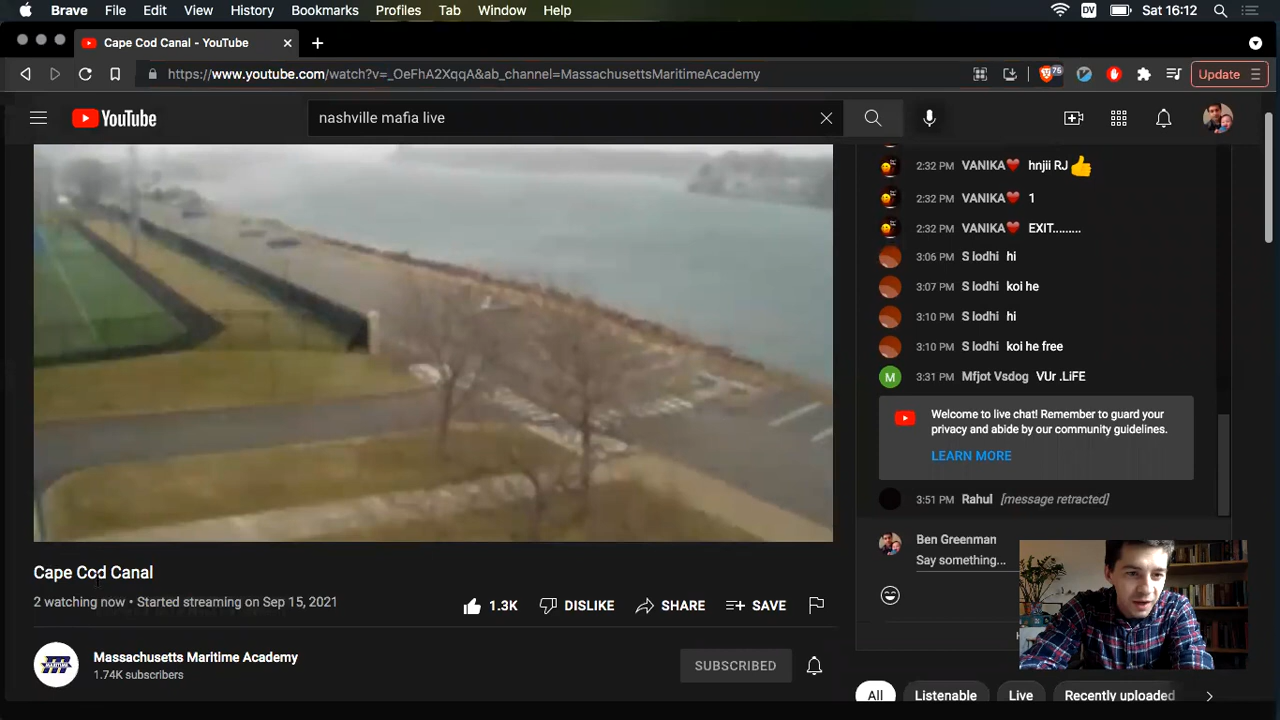 Brave File Edit View History Bookmarks Profiles Tab Window Help DV Sat 16:12
Cape Cod Canal - YouTube
https://www.youtube.com/watch?v=_OeFhA2XqqA&ab_channel=MassachusettsMaritimeAcademy 75 Update
YouTube nashville mafia live
2:32 PM VANIKA❤️ hnjii RJ 👍
2:32 PM VANIKA❤️ 1
2:32 PM VANIKA❤️ EXIT.........
3:06 PM S lodhi hi
3:07 PM S lodhi koi he
3:10 PM S lodhi hi
3:10 PM S lodhi koi he free
M 3:31 PM Mfjot Vsdog VUr .LiFE
Welcome to live chat! Remember to guard your
privacy and abide by our community guidelines.
LEARN MORE
3:51 PM Rahul [message retracted]
Ben Greenman
Say something...
Cape Cod Canal
2 watching now • Started streaming on Sep 15, 2021
1.3K DISLIKE SHARE SAVE
Massachusetts Maritime Academy
1.74K subscribers
SUBSCRIBED
All Listenable Live Recently uploaded